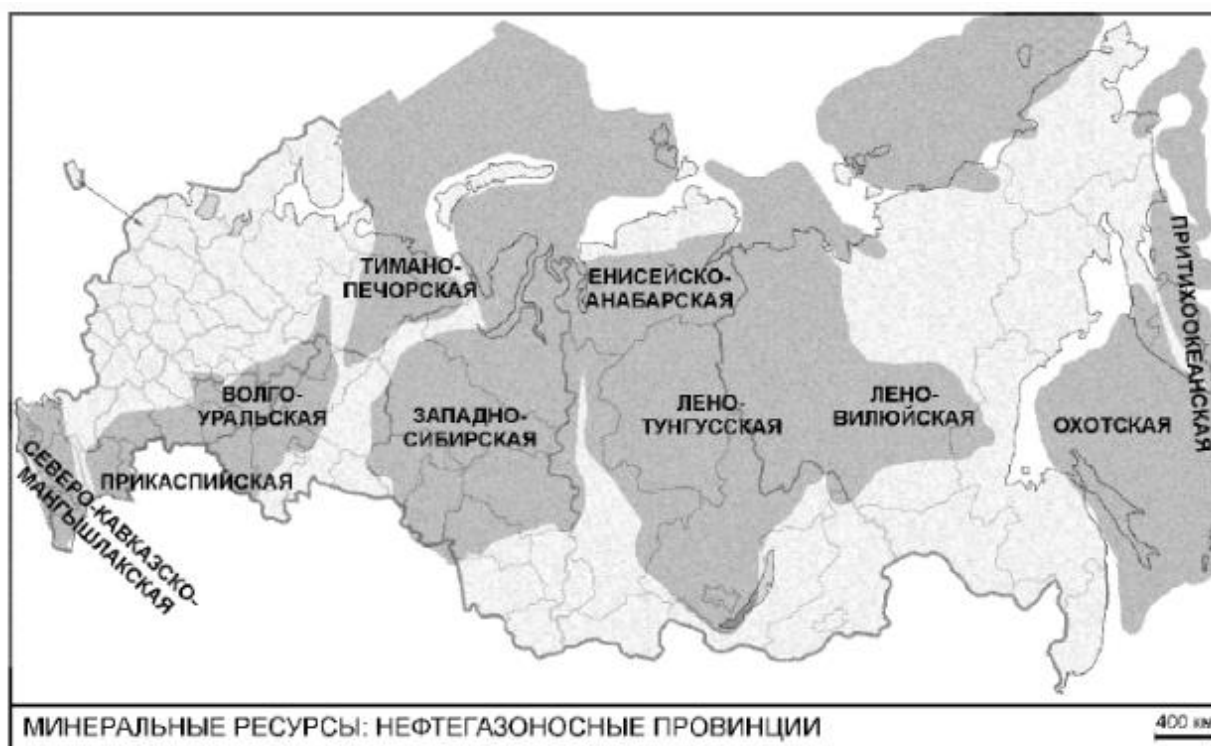 ТИМАНО-
ПЕЧОРСКАЯ
ЕНИСЕЙСКО-
АНАБАРСКАЯ
ПРИТИХООКЕАНСКАЯ
ВОЛГО-
УРАЛЬСКАЯ
ЗАПАДНО-
СИБИРСКАЯ
ЛЕНО-
ТУНГУССКАЯ
ЛЕНО-
ВИЛЮЙСКАЯ
ОХОТСКАЯ
ПРИКАСПИЙСКАЯ
СЕВЕРО-КАВКАЗСКО-
МАНГЫШЛАКСКАЯ
МИНЕРАЛЬНЫЕ РЕСУРСЫ: НЕФТЕГАЗОНОСНЫЕ ПРОВИНЦИИ
400 км